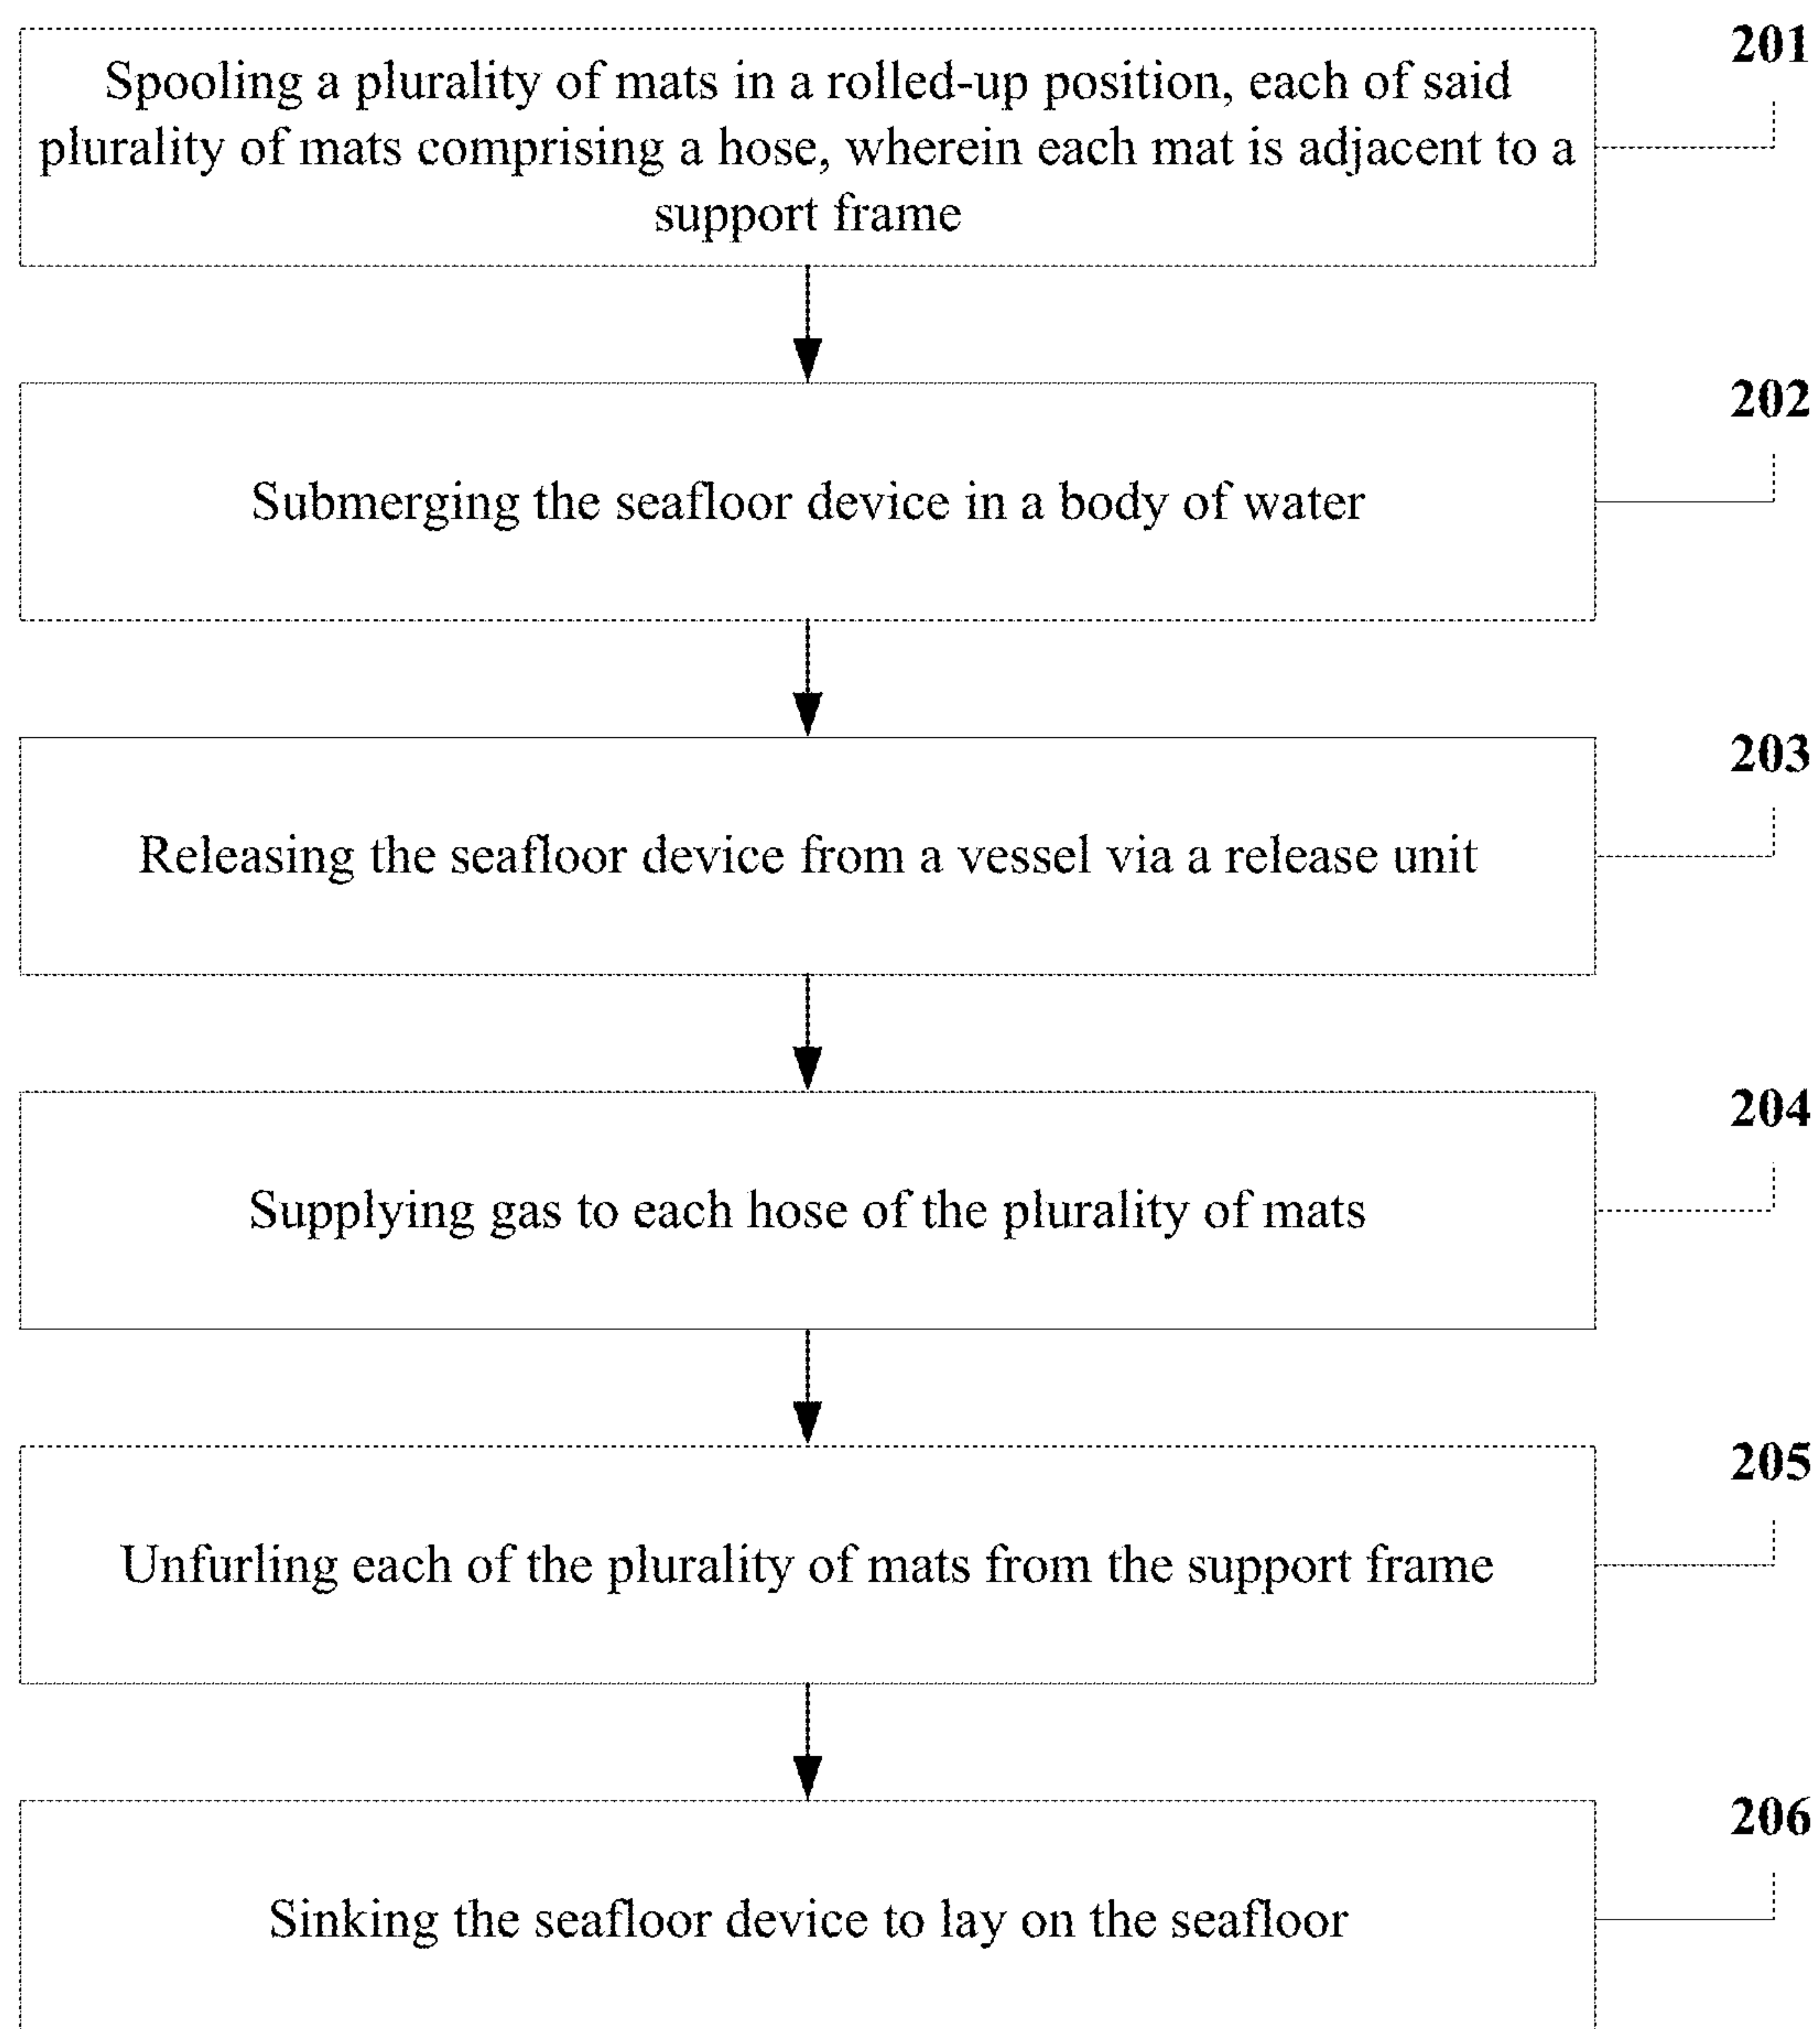 201
Spooling a plurality of mats in a rolled-up position, each of said
plurality of mats comprising a hose, wherein each mat is adjacent to a
support frame
202
Submerging the seafloor device in a body of water
203
Releasing the seafloor device from a vessel via a release unit
204
Supplying gas to each hose of the plurality of mats
205
Unfurling each of the plurality of mats from the support frame
206
Sinking the seafloor device to lay on the seafloor